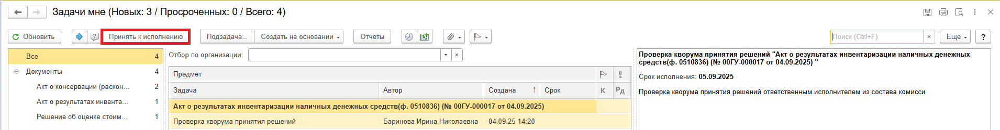 Задачи мне (Новых: 3 / Просроченных: 0 / Всего: 4)
Обновить
Принять к исполнению
Подзадача...
Создать на основании
Отчеты
Поиск (Ctrl+F)
×
Еще
?
Все 4
Документы 4
Акт о консервации (раскон... 2
Акт о результатах инвента... 1
Решение об оценке стоим... 1
Отбор по организации:
Предмет
Задача Автор Создана ↑ Срок К Рд
Акт о результатах инвентаризации наличных денежных средств(ф. 0510836) (№ 00ГУ-000017 от 04.09.2025)
Проверка кворума принятия решений Баринова Ирина Николаевна 04.09.25 14:20
Проверка кворума принятия решений "Акт о результатах инвентаризации наличных денежных
средств(ф. 0510836) (№ 00ГУ-000017 от 04.09.2025) "
Срок исполнения: 05.09.2025
Проверка кворума принятия решений ответственным исполнителем из состава комисси